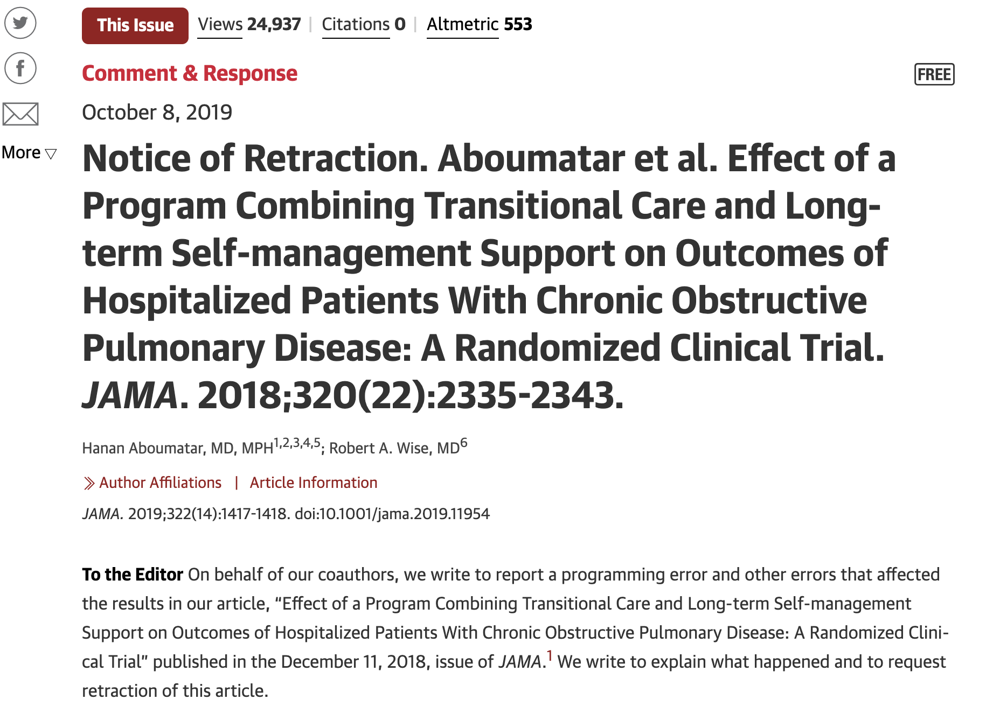 This Issue Views 24,937 | Citations 0 | Altmetric 553
Comment & Response
FREE
October 8, 2019
More
Notice of Retraction. Aboumatar et al. Effect of a
Program Combining Transitional Care and Long-
term Self-management Support on Outcomes of
Hospitalized Patients With Chronic Obstructive
Pulmonary Disease: A Randomized Clinical Trial.
JAMA. 2018;320(22):2335-2343.
Hanan Aboumatar, MD, MPH1,2,3,4,5; Robert A. Wise, MD6
Author Affiliations | Article Information
JAMA. 2019;322(14):1417-1418. doi:10.1001/jama.2019.11954
To the Editor On behalf of our coauthors, we write to report a programming error and other errors that affected
the results in our article, “Effect of a Program Combining Transitional Care and Long-term Self-management
Support on Outcomes of Hospitalized Patients With Chronic Obstructive Pulmonary Disease: A Randomized Clini-
cal Trial” published in the December 11, 2018, issue of JAMA.1 We write to explain what happened and to request
retraction of this article.